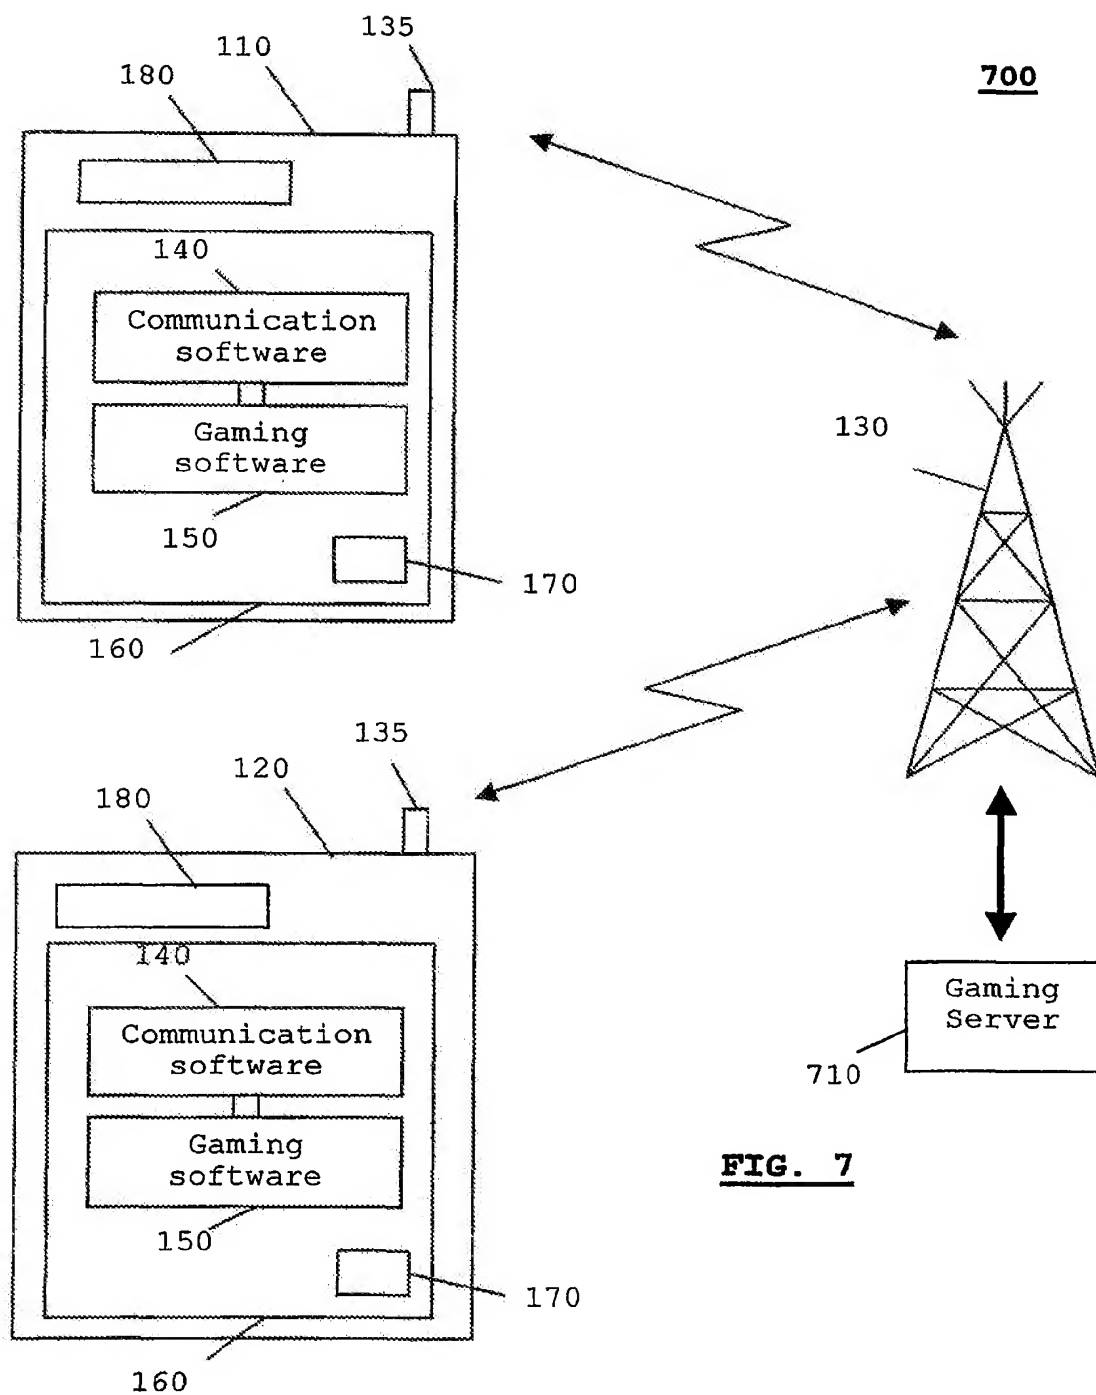 135
110
180
700
140
Communication
software
130
Gaming
software
150
170
160
135
120
180
140
Communication
software
Gaming
Server
710
Gaming
software
FIG. 7
150
170
160